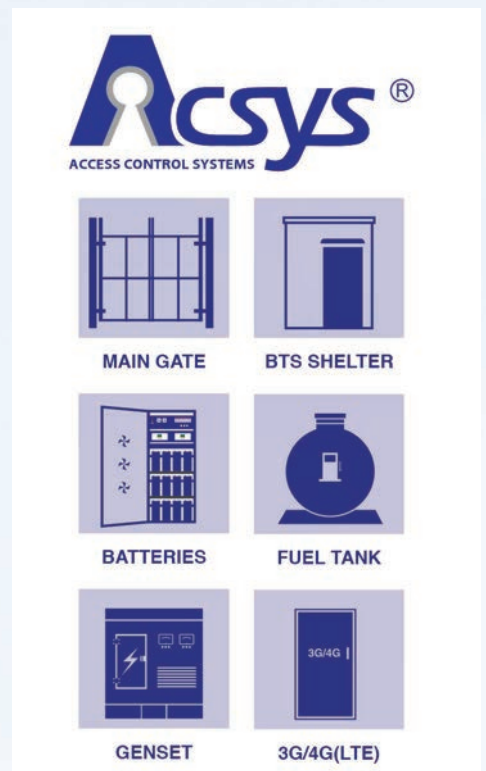 Acsys ®
ACCESS CONTROL SYSTEMS
MAIN GATE
BTS SHELTER
BATTERIES
FUEL TANK
3G/4G
GENSET
3G/4G(LTE)